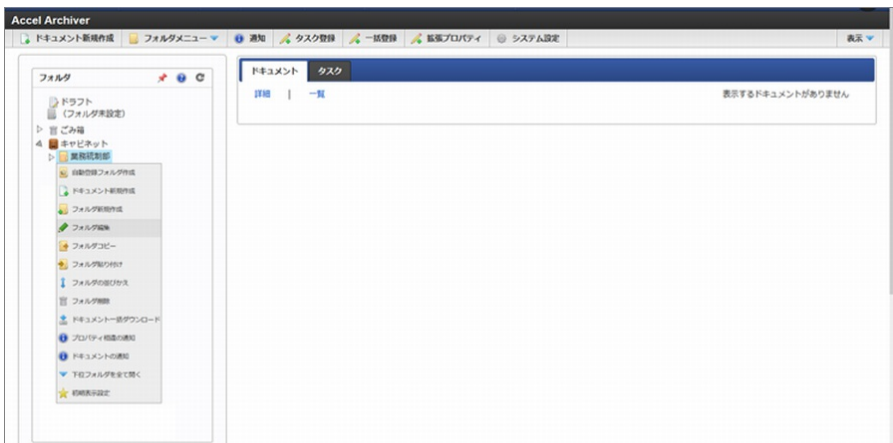 Accel Archiver
ドキュメント新規作成 フォルダメニュー 通知 タスク登録 一括登録 拡張プロパティ システム設定 表示
フォルダ
ドキュメント タスク
詳細 | 一覧 表示するドキュメントがありません
ドラフト
(フォルダ未設定)
ごみ箱
キャビネット
業務統制部
自動登録フォルダ作成
ドキュメント新規作成
フォルダ新規作成
フォルダ編集
フォルダコピー
フォルダ貼り付け
フォルダの並びかえ
フォルダ削除
ドキュメント一括ダウンロード
プロパティ相違の通知
ドキュメントの通知
下位フォルダを全て開く
初期表示設定